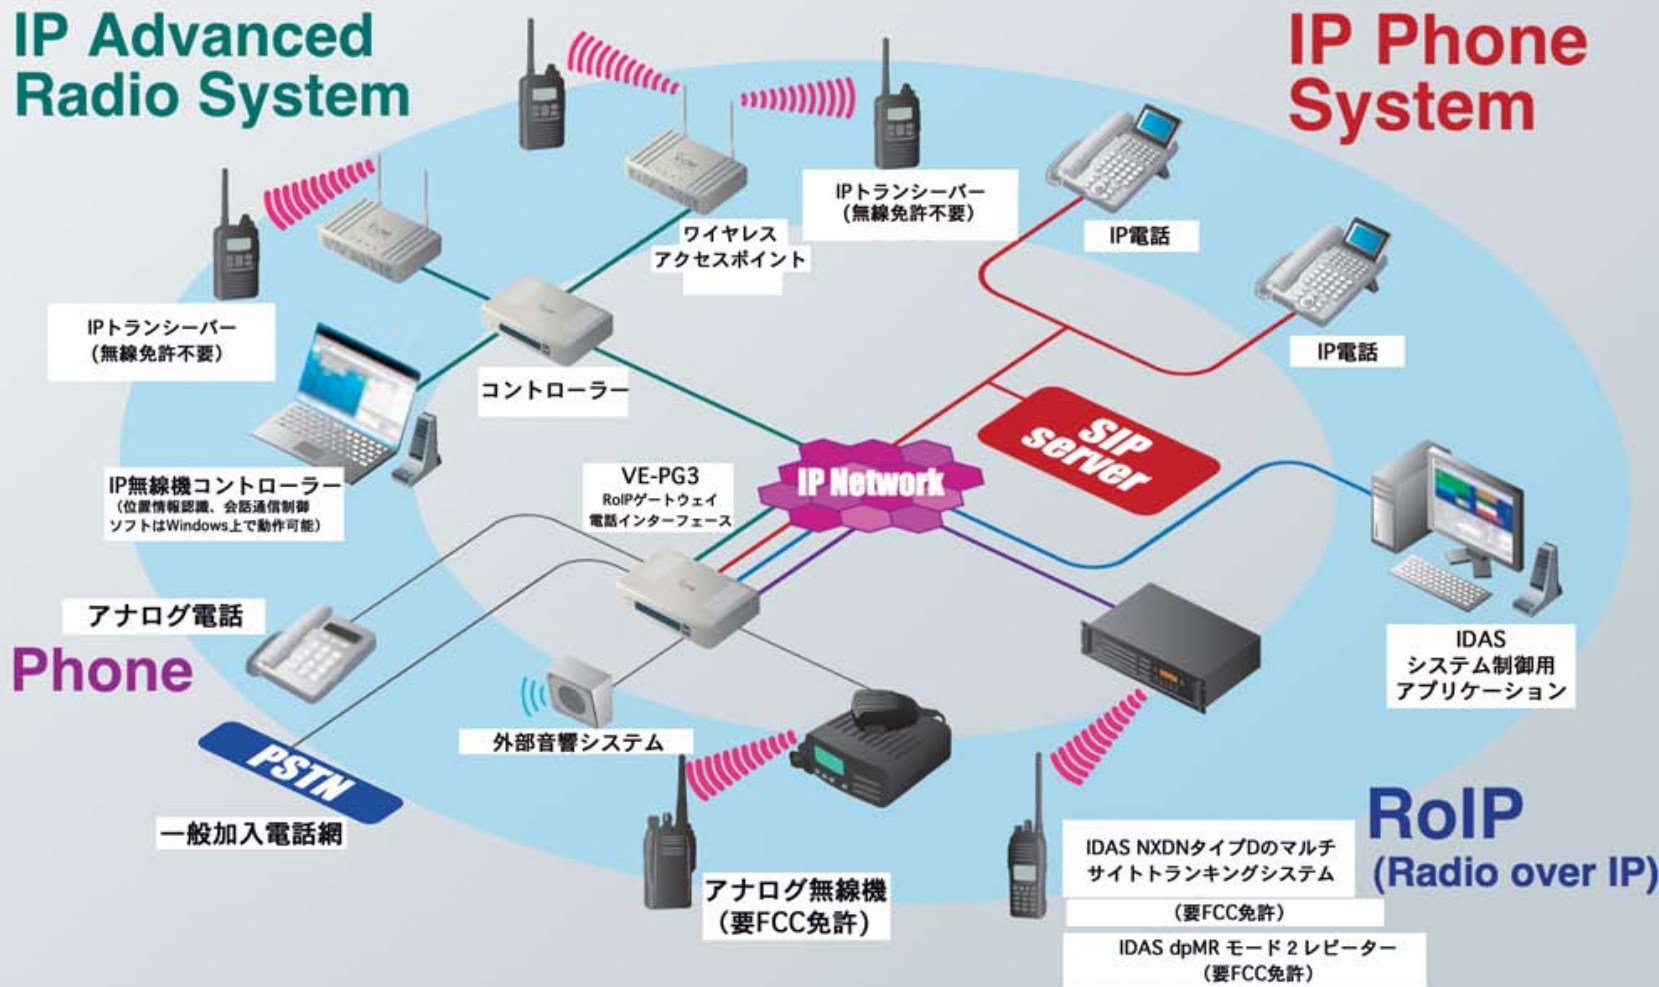 IP Advanced
Radio System
IP Phone
System
IPトランシーバー
(無線免許不要)
ワイヤレス
アクセスポイント
IP電話
IPトランシーバー
(無線免許不要)
IP電話
コントローラー
SIP
server
IP無線機コントローラー
(位置情報認識、会話通信制御
ソフトはWindows上で動作可能)
VE-PG3
RoIPゲートウェイ
電話インターフェース
IP Network
アナログ電話
Phone
IDAS
システム制御用
アプリケーション
外部音響システム
PSTN
一般加入電話網
アナログ無線機
(要FCC免許)
RoIP
(Radio over IP)
IDAS NXDNタイプDのマルチ
サイトトランキングシステム
(要FCC免許)
IDAS dpMR モード2レピーター
(要FCC免許)